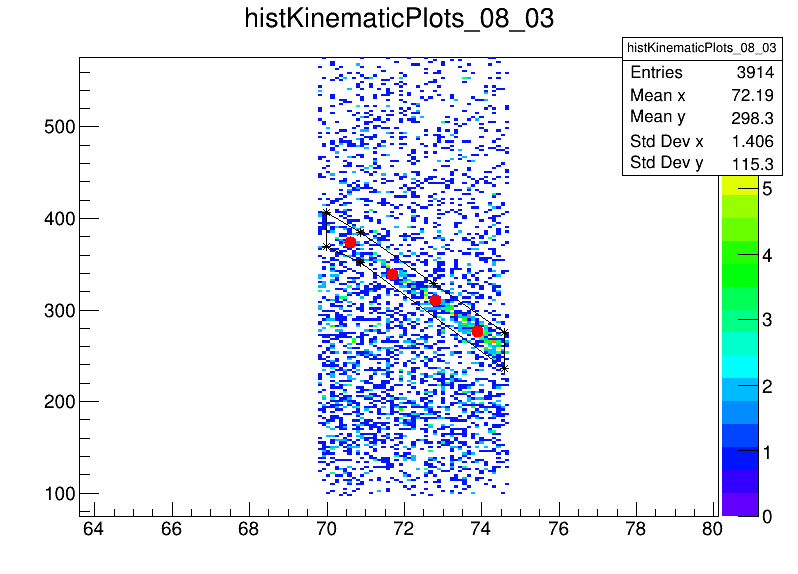 histKinematicPlots_08_03
histKinematicPlots_08_03
Entries 3914
Mean x 72.19
Mean y 298.3
Std Dev x 1.406
Std Dev y 115.3
500
400
300
200
100
5
4
3
2
1
0
64 66 68 70 72 74 76 78 80